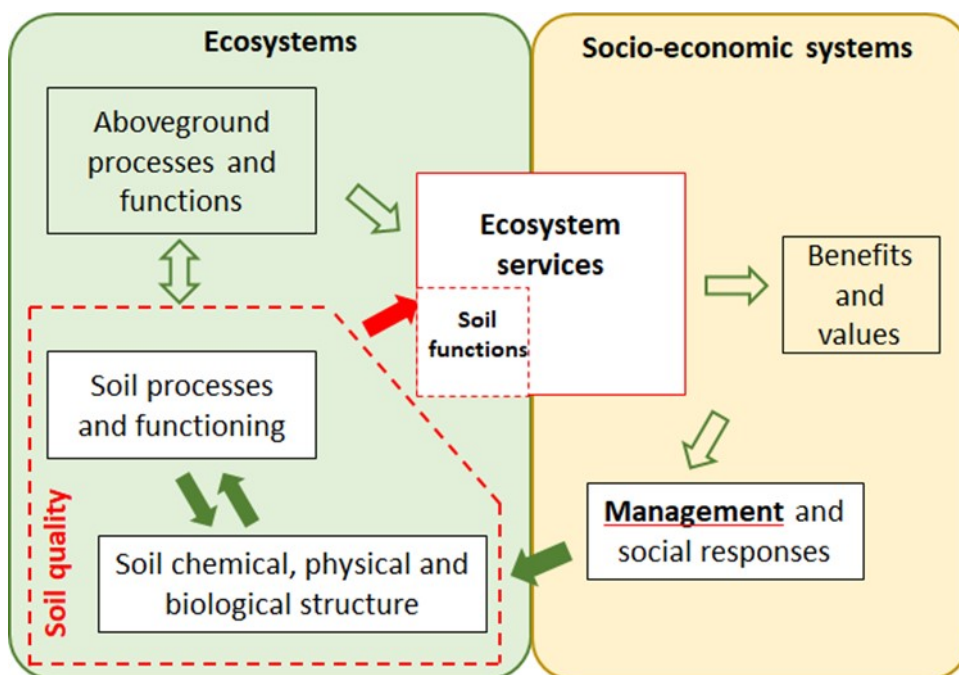 Ecosystems
Socio-economic systems
Aboveground
processes and
functions
Ecosystem
services
Soil
functions
Benefits
and
values
Soil processes
and functioning
Management and
social responses
Soil chemical, physical and
biological structure
Soil quality